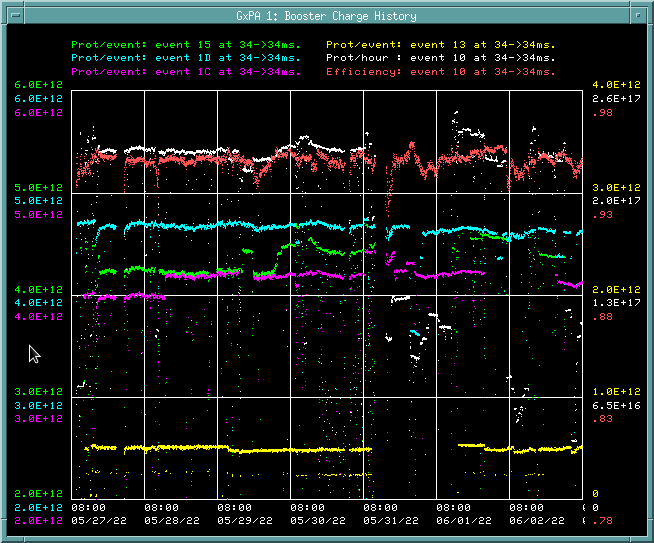 GxPA 1: Booster Charge History
Prot/event: event 15 at 34->34ms. Prot/event: event 13 at 34->34ms.
Prot/event: event 1D at 34->34ms. Prot/hour : event 10 at 34->34ms.
Prot/event: event 1C at 34->34ms. Efficiency: event 10 at 34->34ms.
6.0E+12 4.0E+12
6.0E+12 2.6E+17
6.0E+12 .98
5.0E+12 3.0E+12
5.0E+12 2.0E+17
5.0E+12 .93
4.0E+12 2.0E+12
4.0E+12 1.3E+17
4.0E+12 .88
3.0E+12 1.0E+12
3.0E+12 6.5E+16
3.0E+12 .83
2.0E+12 0
2.0E+12 08:00 08:00 08:00 08:00 08:00 08:00 08:00 0
2.0E+12 05/27/22 05/28/22 05/29/22 05/30/22 05/31/22 06/01/22 06/02/22 .78